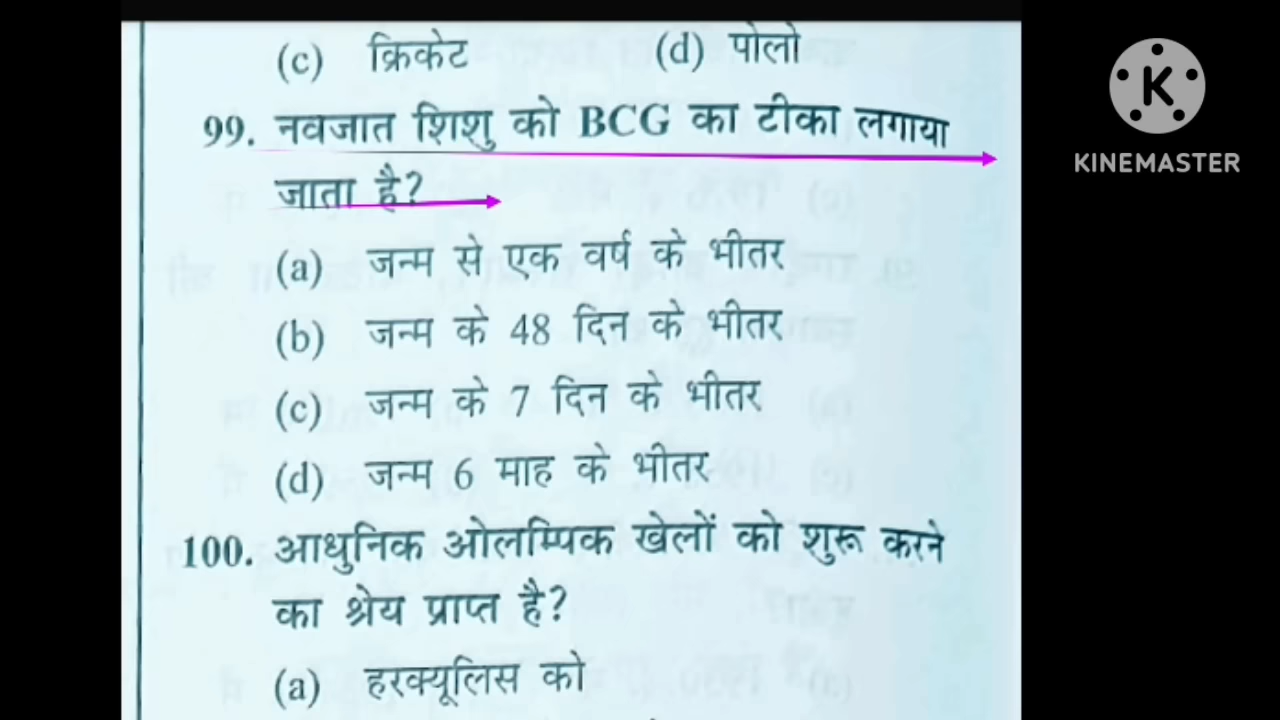 (c) क्रिकेट (d) पोलो
99. नवजात शिशु को BCG का टीका लगाया
जाता है?
(a) जन्म से एक वर्ष के भीतर
(b) जन्म के 48 दिन के भीतर
(c) जन्म के 7 दिन के भीतर
(d) जन्म 6 माह के भीतर
100. आधुनिक ओलम्पिक खेलों को शुरू करने
का श्रेय प्राप्त है?
(a) हरक्यूलिस को
K
KINEMASTER